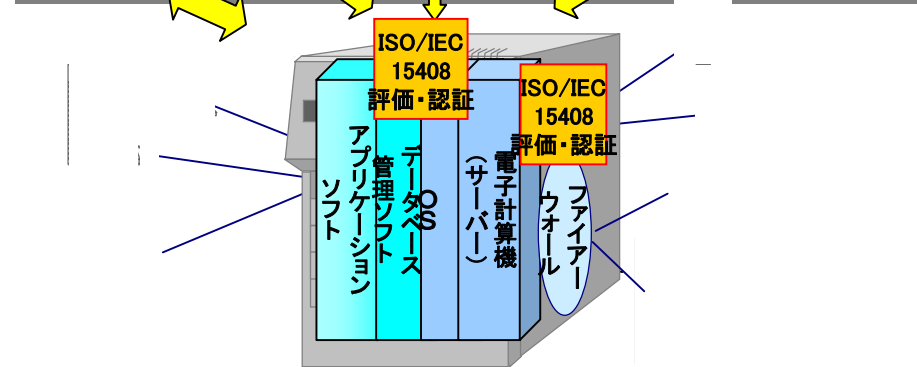 ISO/IEC
15408
評価・認証
ISO/IEC
15408
評価・認証
アプリケーション
ソフト
データベース
管理ソフト
OS
電子計算機
（サーバー）
ファイアー
ウォール